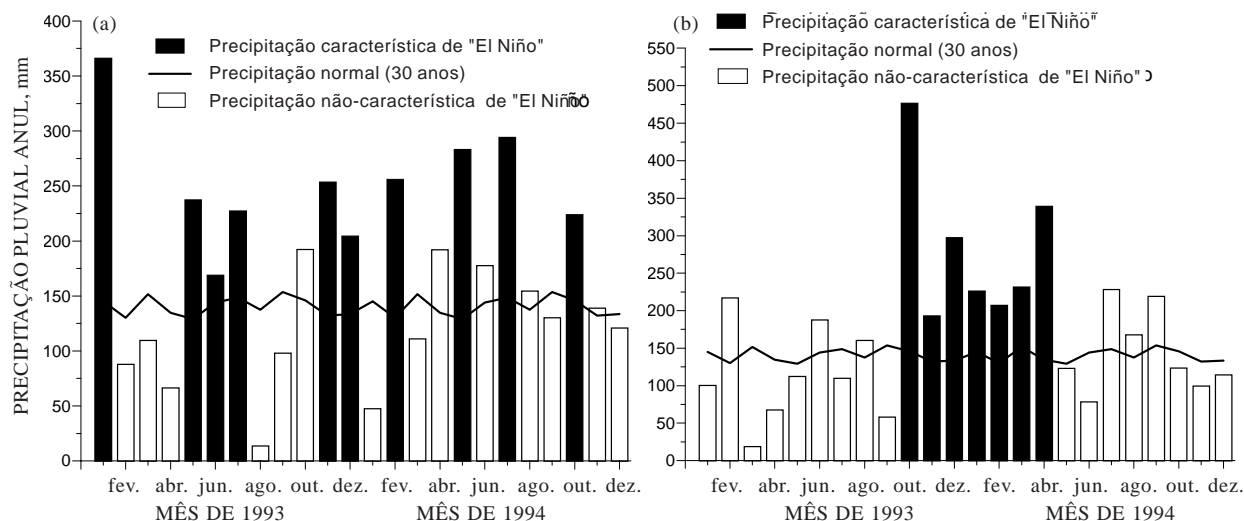 (a)
Precipitação característica de "El Niño"
Precipitação normal (30 anos)
Precipitação não-característica de "El Niño"
PRECIPITAÇÃO PLUVIAL ANUL, mm
400
350
300
250
200
150
100
50
0
fev. abr. jun. ago. out. dez. fev. abr. jun. ago. out. dez.
MÊS DE 1993 MÊS DE 1994
(b)
Precipitação característica de "El Niño"
Precipitação normal (30 anos)
Precipitação não-característica de "El Niño"
550
500
450
400
350
300
250
200
150
100
50
0
fev. abr. jun. ago. out. dez. fev. abr. jun. ago. out. dez.
MÊS DE 1993 MÊS DE 1994